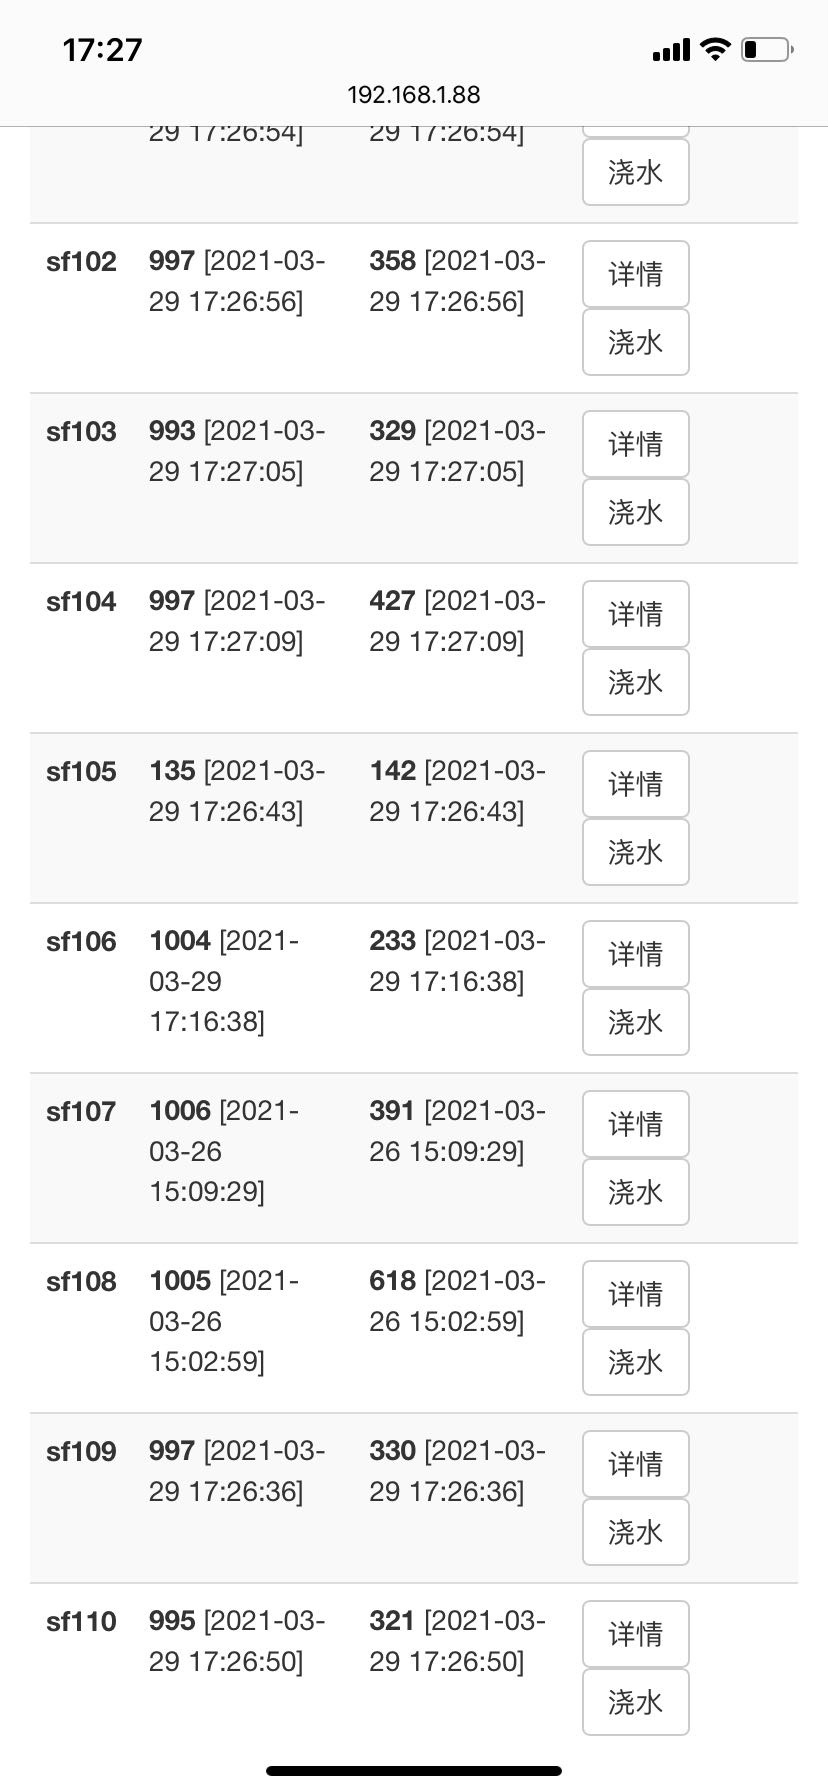 17:27
192.168.1.88
29 17:26:54] 29 17:26:54]
浇水
sf102 997 [2021-03- 358 [2021-03- 详情
29 17:26:56] 29 17:26:56]
浇水
sf103 993 [2021-03- 329 [2021-03- 详情
29 17:27:05] 29 17:27:05]
浇水
sf104 997 [2021-03- 427 [2021-03- 详情
29 17:27:09] 29 17:27:09]
浇水
sf105 135 [2021-03- 142 [2021-03- 详情
29 17:26:43] 29 17:26:43]
浇水
sf106 1004 [2021- 233 [2021-03- 详情
03-29 29 17:16:38]
17:16:38] 浇水
sf107 1006 [2021- 391 [2021-03- 详情
03-26 26 15:09:29]
15:09:29] 浇水
sf108 1005 [2021- 618 [2021-03- 详情
03-26 26 15:02:59]
15:02:59] 浇水
sf109 997 [2021-03- 330 [2021-03- 详情
29 17:26:36] 29 17:26:36]
浇水
sf110 995 [2021-03- 321 [2021-03- 详情
29 17:26:50] 29 17:26:50]
浇水